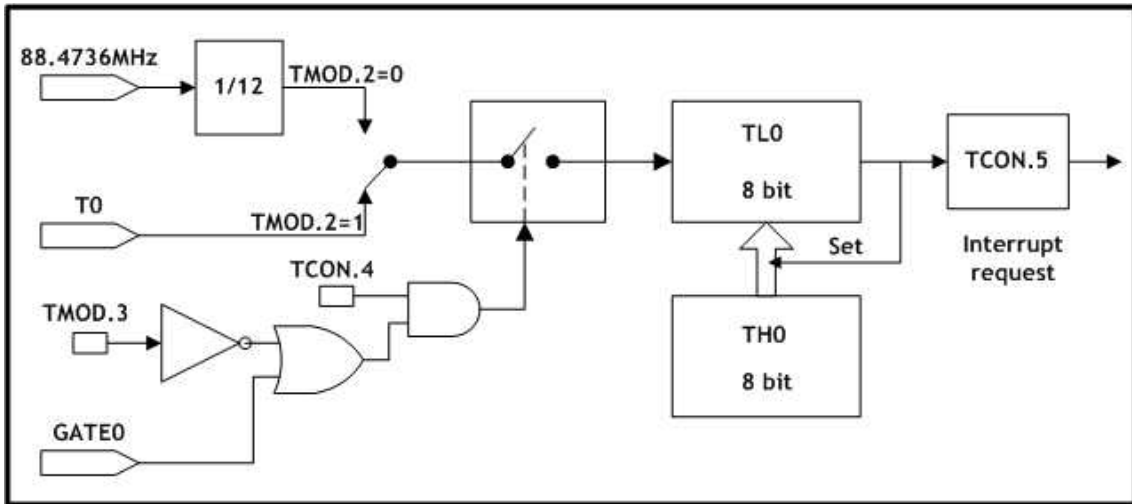 88.4736MHz
1/12
TMOD.2=0
TL0
8 bit
TCON.5
T0
TMOD.2=1
Set
Interrupt
request
TCON.4
TMOD.3
TH0
8 bit
GATE0